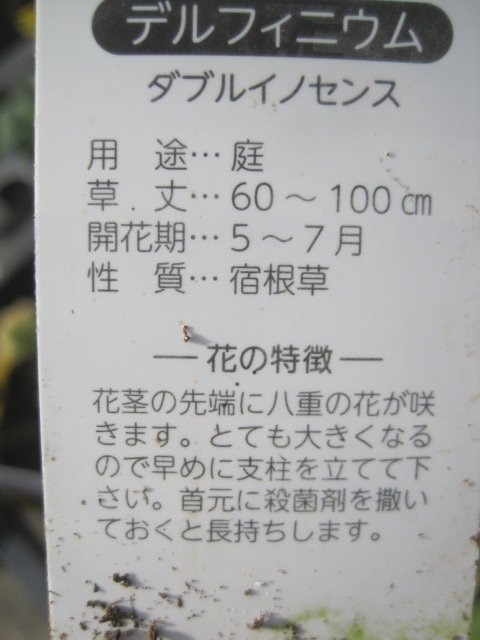 デルフィニウム
ダブルイノセンス
用　途…庭
草　丈…60～100㎝
開花期…5～7月
性　質…宿根草
― 花の特徴 ―
花茎の先端に八重の花が咲
きます。とても大きくなる
ので早めに支柱を立てて下
さい。首元に殺菌剤を撒い
ておくと長持ちします。